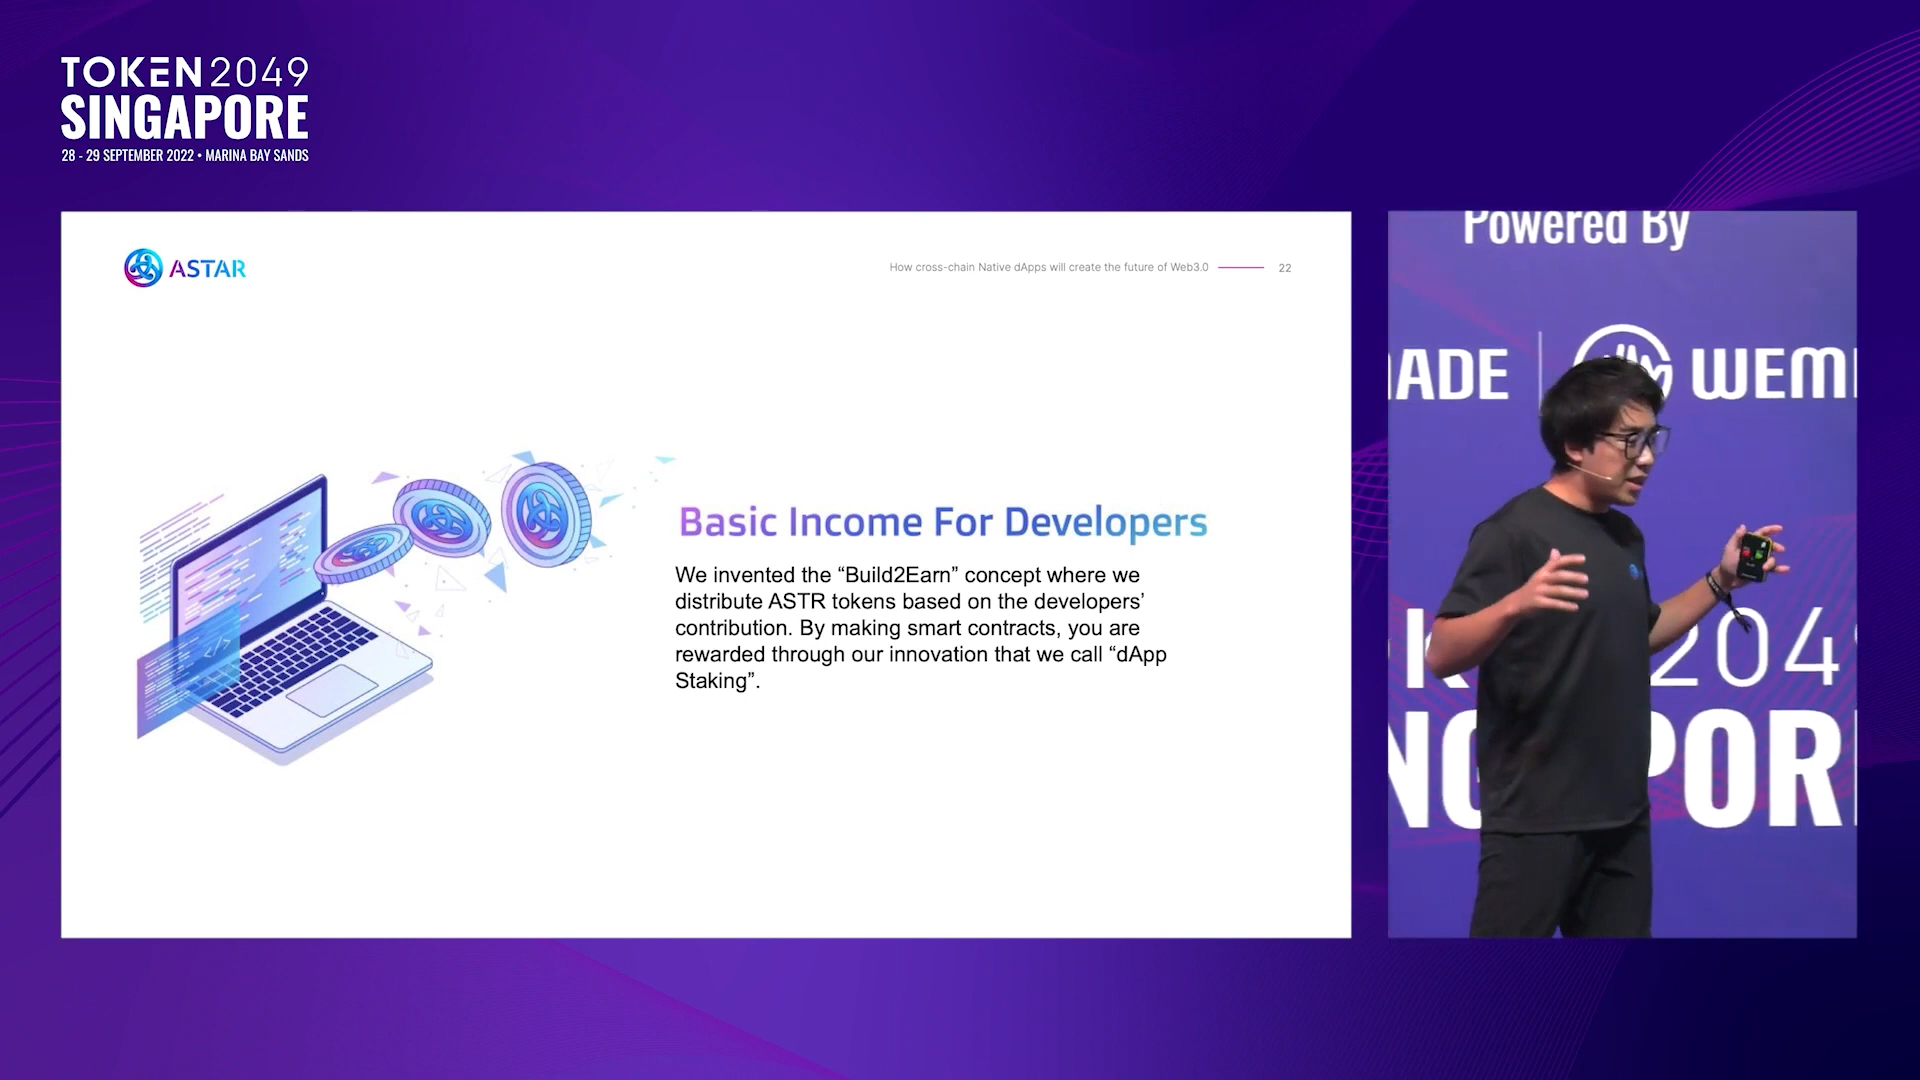 TOKEN2049
SINGAPORE
28 - 29 SEPTEMBER 2022 • MARINA BAY SANDS
ASTAR
How cross-chain Native dApps will create the future of Web3.0
22
Basic Income For Developers
We invented the “Build2Earn” concept where we
distribute ASTR tokens based on the developers’
contribution. By making smart contracts, you are
rewarded through our innovation that we call “dApp
Staking”.
Powered By
ADE
WEM
204
NG POR